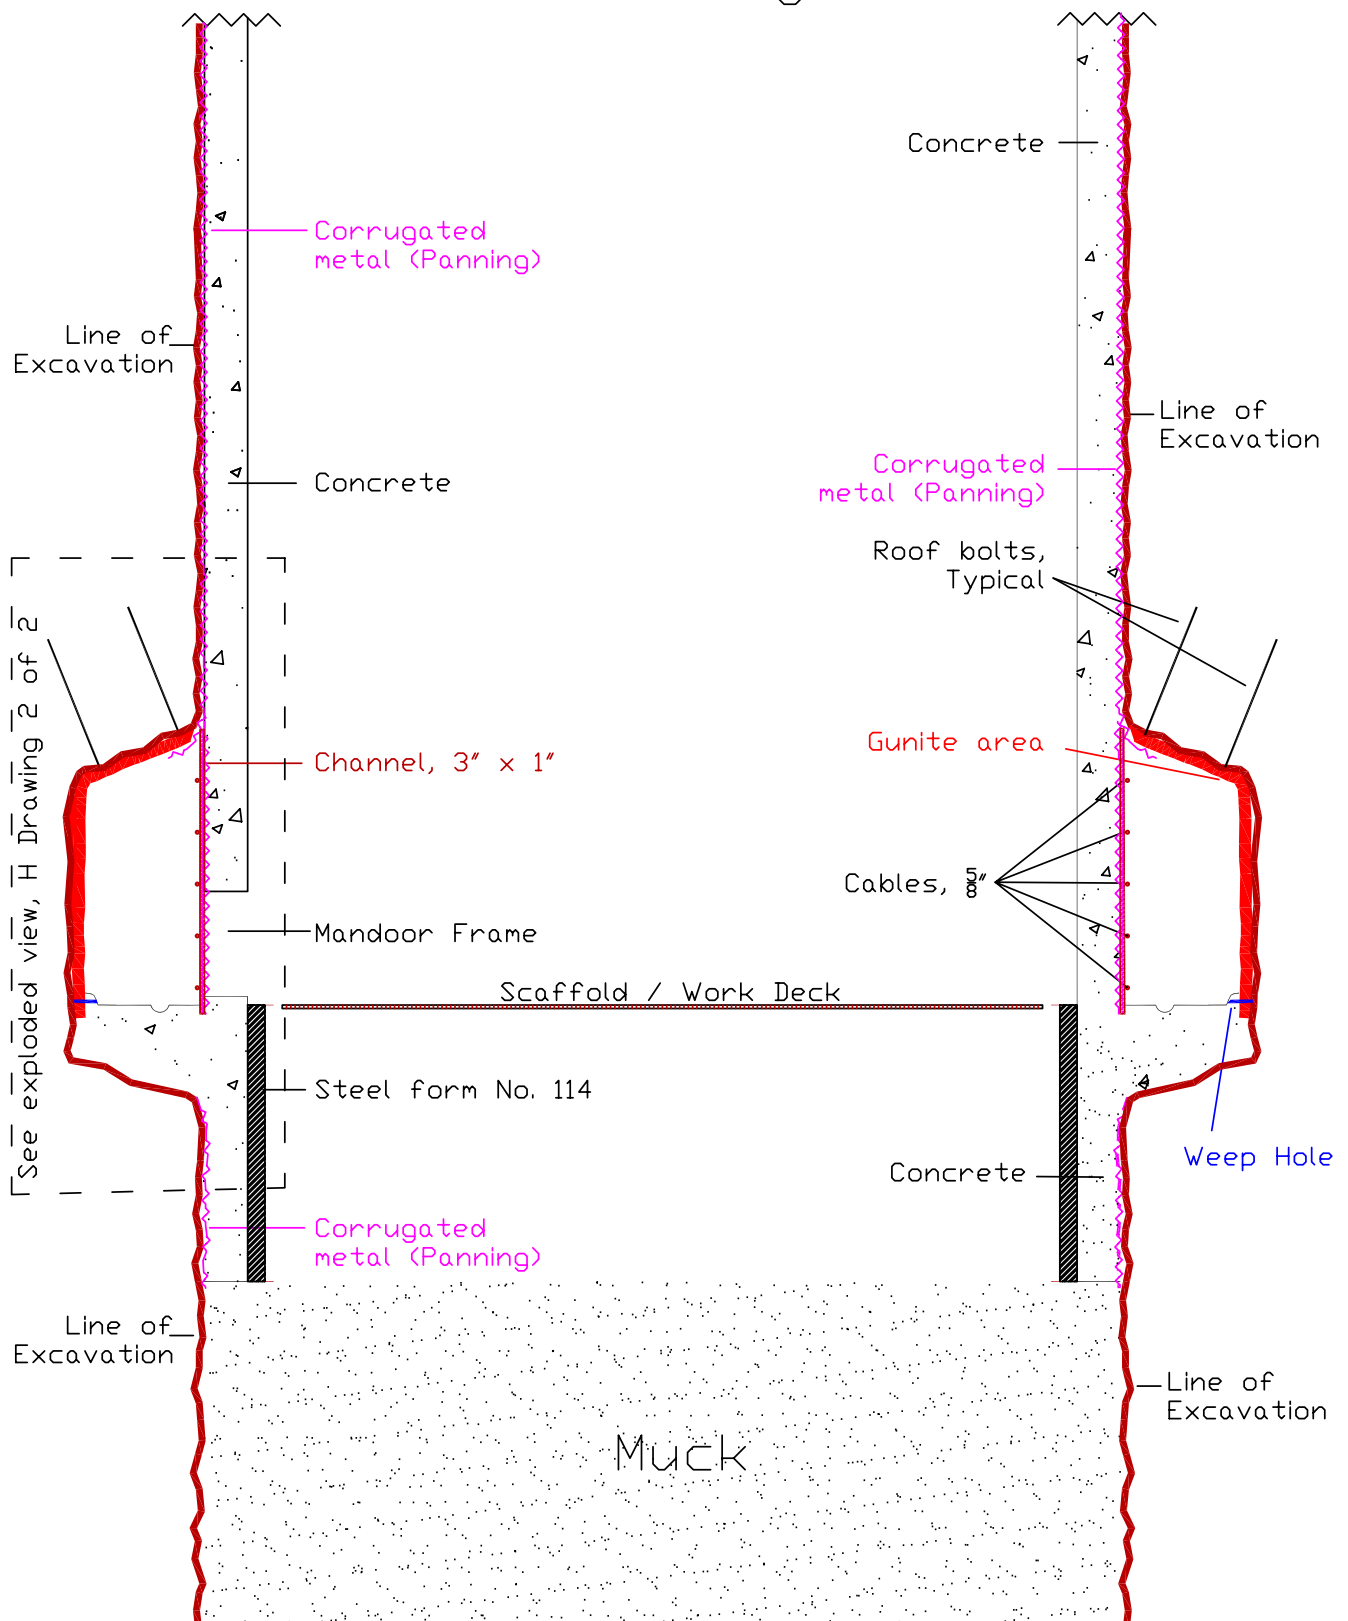 Concrete
Corrugated
metal (Panning)
Line of
Excavation
Line of
Excavation
Corrugated
metal (Panning)
Concrete
Roof bolts,
Typical
See exploded view, H Drawing 2 of 2
Gunite area
Channel, 3" x 1"
Cables, 5/8"
Mandoor Frame
Scaffold / Work Deck
Steel form No. 114
Weep Hole
Concrete
Corrugated
metal (Panning)
Line of
Excavation
Line of
Excavation
Muck